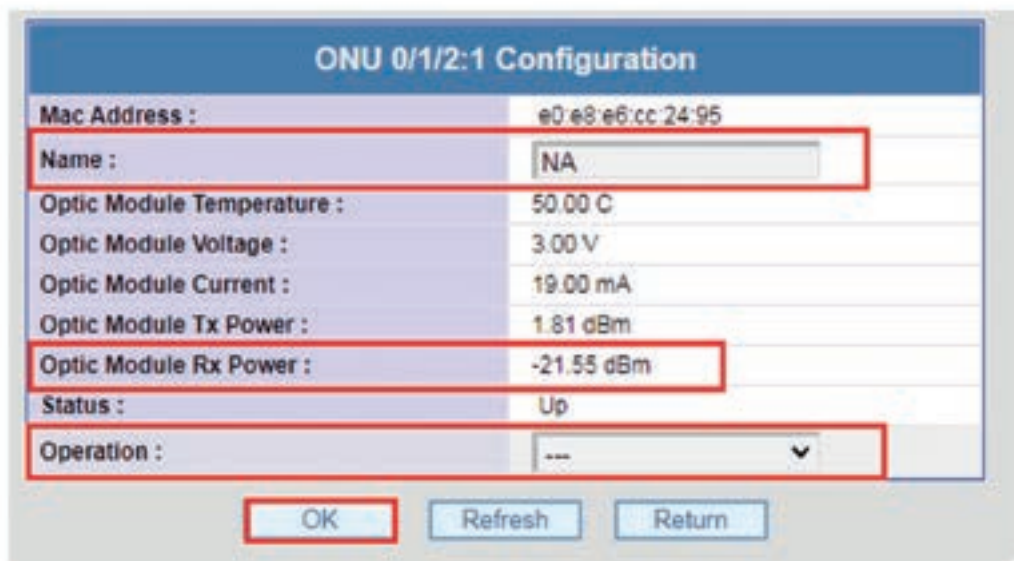 ONU 0/1/2:1 Configuration
Mac Address : e0:e8:e6:cc:24:95
Name : NA
Optic Module Temperature : 50.00 C
Optic Module Voltage : 3.00 V
Optic Module Current : 19.00 mA
Optic Module Tx Power : 1.81 dBm
Optic Module Rx Power : -21.55 dBm
Status : Up
Operation : ---
OK Refresh Return